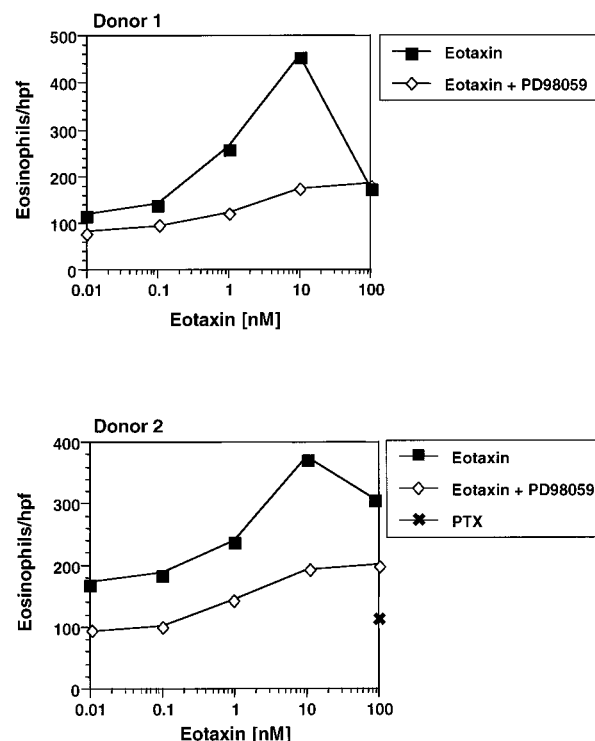 Donor 1
500
400
300
200
100
0
Eosinophils/hpf
0.01 0.1 1 10 100
Eotaxin [nM]
Eotaxin
Eotaxin + PD98059
Donor 2
400
300
200
100
0
Eosinophils/hpf
0.01 0.1 1 10 100
Eotaxin [nM]
Eotaxin
Eotaxin + PD98059
PTX